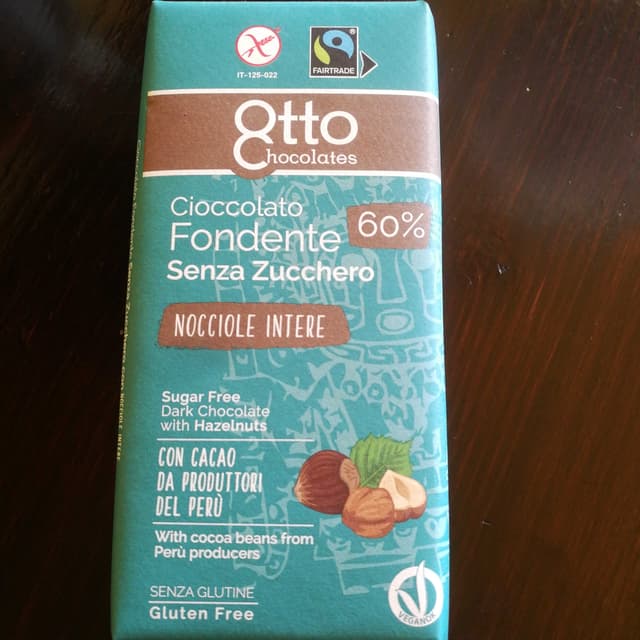 IT-125-022
FAIRTRADE
Otto
Chocolates
Cioccolato
Fondente
60%
Senza Zucchero
NOCCIOLE INTERE
Sugar Free
Dark Chocolate
with Hazelnuts
CON CACAO
DA PRODUTTORI
DEL PERÙ
With cocoa beans from
Perù producers
SENZA GLUTINE
Gluten Free
VEGANOK